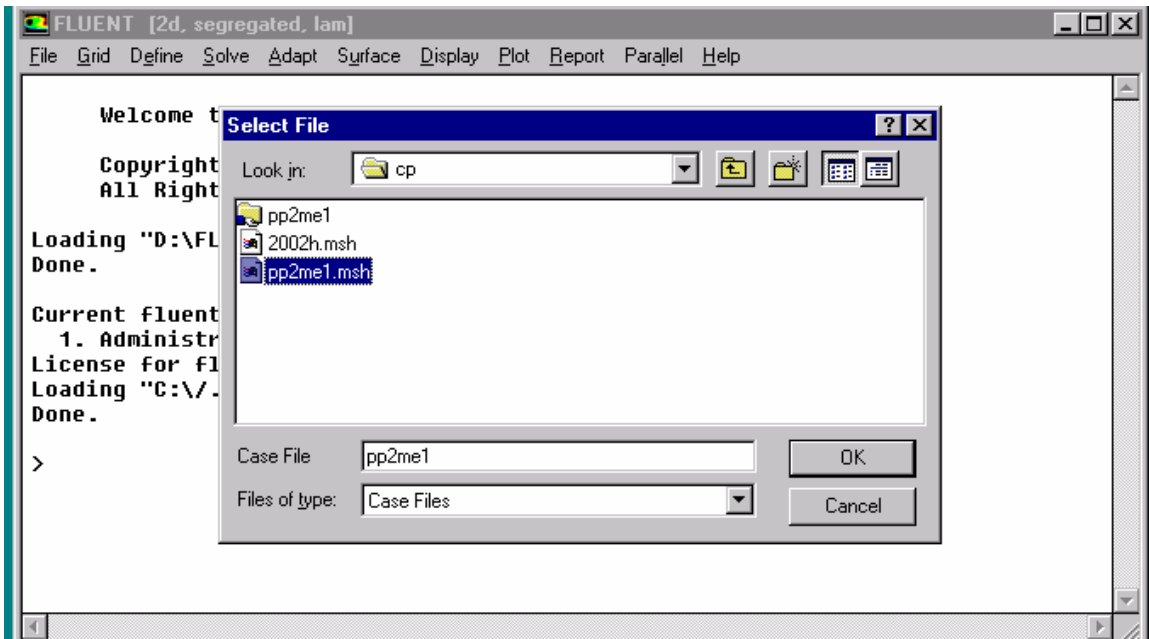 FLUENT [2d, segregated, lam]
File Grid Define Solve Adapt Surface Display Plot Report Parallel Help
Welcome t
Copyright
All Right
Loading "D:\FL
Done.
Current fluent
1. Administr
License for fl
Loading "C:\/.
Done.
>
Select File
Look in: cp
pp2me1
2002h.msh
pp2me1.msh
Case File pp2me1 OK
Files of type: Case Files Cancel